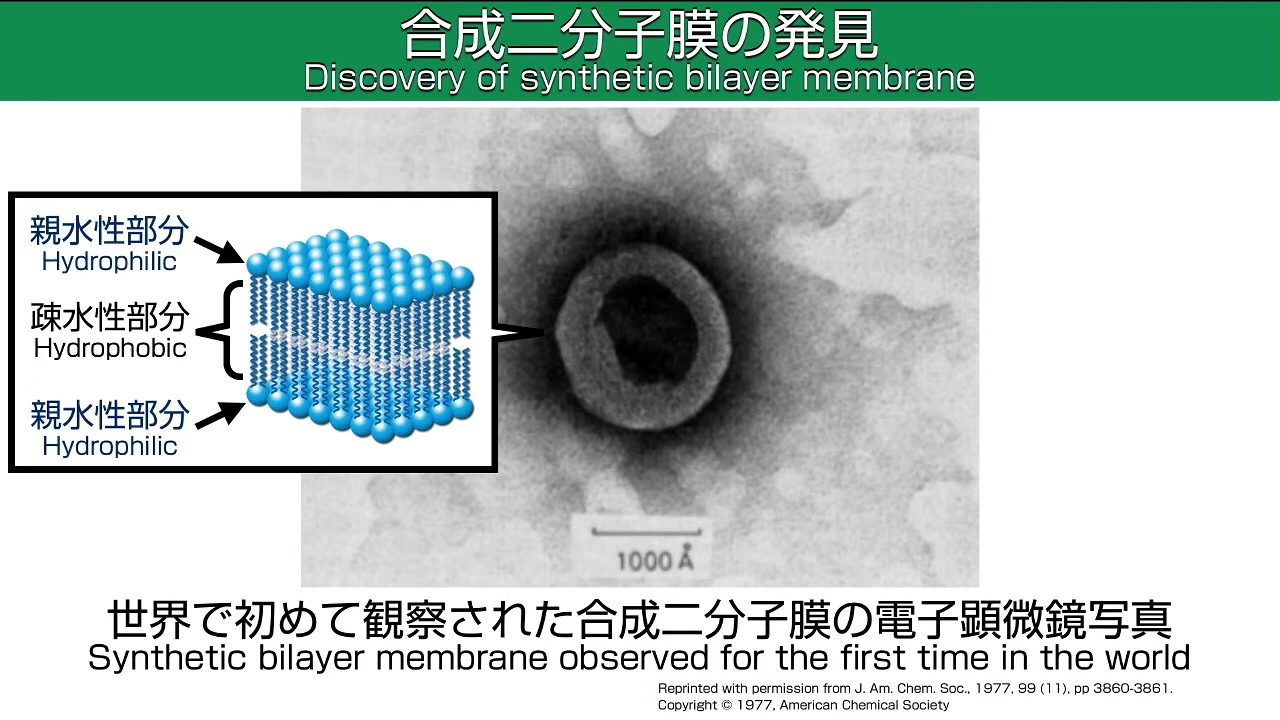 合成二分子膜の発見
Discovery of synthetic bilayer membrane
親水性部分
Hydrophilic
疎水性部分
Hydrophobic
親水性部分
Hydrophilic
1000 Å
世界で初めて観察された合成二分子膜の電子顕微鏡写真
Synthetic bilayer membrane observed for the first time in the world
Reprinted with permission from J. Am. Chem. Soc., 1977, 99 (11), pp 3860-3861.
Copyright © 1977, American Chemical Society